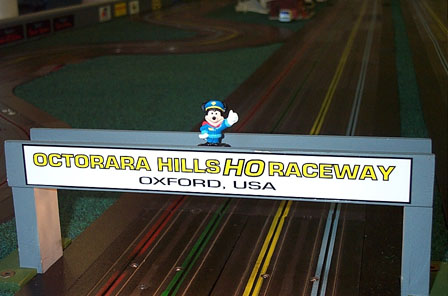 OCTORARA HILLS HO RACEWAY
OXFORD, USA